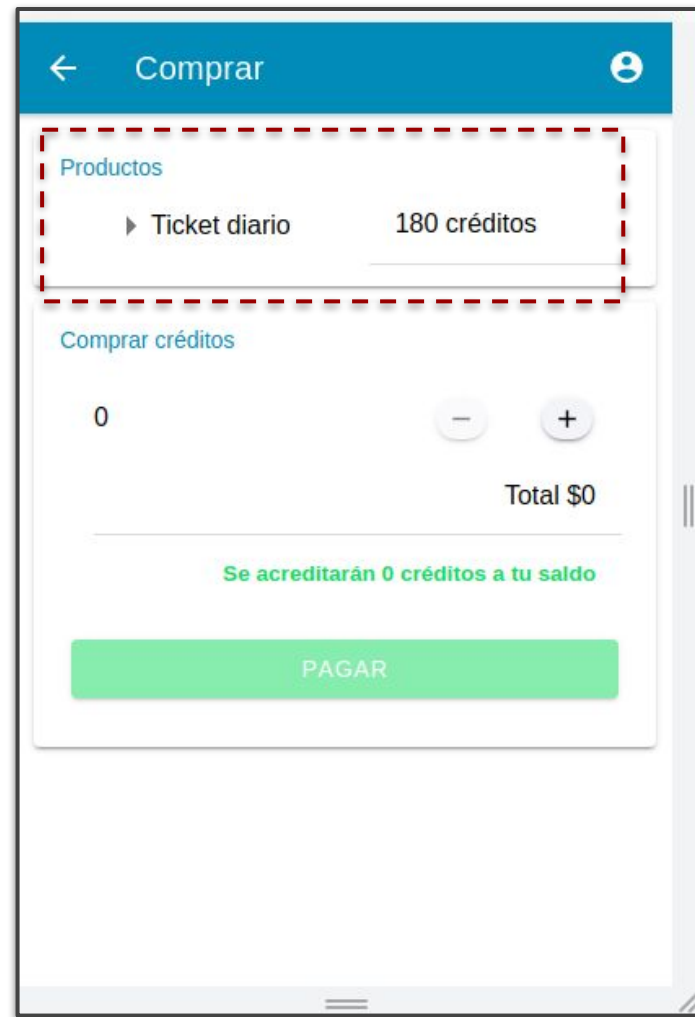 Comprar
Productos
Ticket diario 180 créditos
Comprar créditos
0
Total $0
Se acreditarán 0 créditos a tu saldo
PAGAR